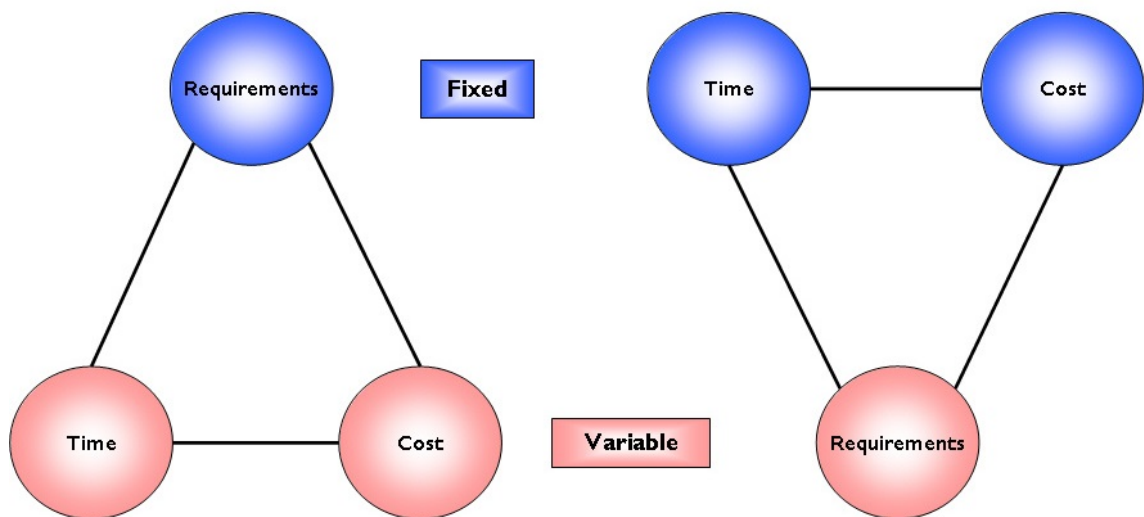 Requirements
Fixed
Time
Cost
Time
Cost
Variable
Requirements